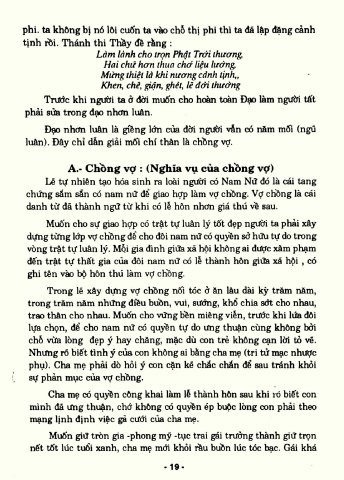 phi. ta không bị nó lôi cuốn ta vào chỗ thị phi thì ta đã lập đặng cảnh
tịnh rồi. Thánh thi Thầy đề rằng :
Làm lành cho trọn Phật Trời thương,
Hai chữ hơn thua chớ liệu lường,
Mừng thiệt là khi nương cảnh tịnh,,
Khen, chê, giận, ghét, lẽ đời thường
Trước khi người ta ở đời muốn cho hoàn toàn Đạo làm người tất
phải sửa trong đạo nhơn luân.
Đạo nhơn luân là giềng lớn của đời người vẫn có năm mối (ngũ
luân). Đây chỉ dẫn giải mối chí thân là chồng vợ.
A.- Chồng vợ : (Nghĩa vụ của chồng vợ)
Lẽ tự nhiên tạo hóa sinh ra loài người có Nam Nữ đó là cái tang
chứng sắm sẵn có nam nữ để giao hợp làm vợ chồng. Vợ chồng là cái
danh từ đã thành ngữ từ khi có lễ hôn nhơn giá thú về sau.
Muốn cho sự giao hợp có trật tự luân lý tốt đẹp người ta phải xây
dựng từng lớp vợ chồng để cho đôi nam nữ có quyền sở hữu tự do trong
vòng trật tự luân lý. Mỗi gia đình giữa xã hội không ai được xâm phạm
đến trật tự thất gia của đôi nam nữ có lễ thành hôn giữa xã hội , có
ghi tên vào bộ hôn thú làm vợ chồng.
Trong lẽ xây dựng vợ chồng nối tóc ở ăn lâu dài kỳ trăm năm,
trong trăm năm những điều buồn, vui, sướng, khổ chia sớt cho nhau,
trao thân cho nhau. Muốn cho vững bền miêng viễn, trước khi lứa đôi
lựa chọn, để cho nam nữ có quyền tự do ưng thuận cùng không bởi
chỗ vừa lòng đẹp ý hay chăng, mặc dù con trẻ không cạn lời tỏ vẻ.
Nhưng rõ biết tình ý của con không ai bằng cha mẹ (tri tử mạc nhược
phụ). Cha mẹ phải dò hỏi ý con cặn kẽ chắc chắn để sau tránh khỏi
sự phản mục của vợ chồng.
Cha mẹ có quyền công khai làm lễ thành hôn sau khi rõ biết con
mình đã ưng thuận, chớ không có quyền ép buộc lòng con phải theo
mạng lịnh định việc gã cưới của cha mẹ.
Muốn giữ tròn gia -phong mỹ -tục trai gái trưởng thành giữ trọn
nết tốt lúc tuổi xanh, cha mẹ mới khỏi rầu buồn lúc tóc bạc. Gái khá
- 19 -